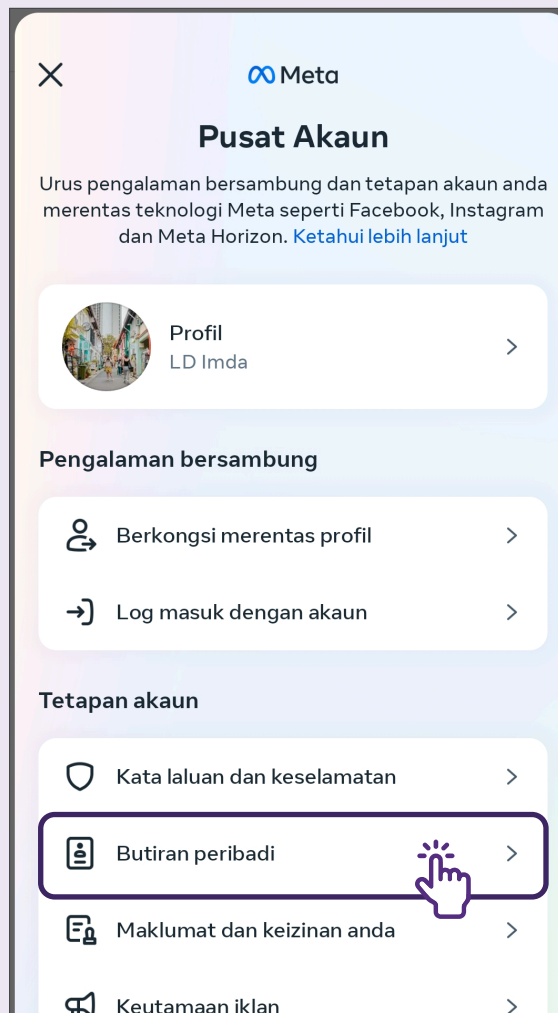 Meta
Pusat Akaun
Urus pengalaman bersambung dan tetapan akaun anda
merentas teknologi Meta seperti Facebook, Instagram
dan Meta Horizon. Ketahui lebih lanjut
Profil
LD Imda
Pengalaman bersambung
Berkongsi merentas profil
Log masuk dengan akaun
Tetapan akaun
Kata laluan dan keselamatan
Butiran peribadi
Maklumat dan keizinan anda
Keutamaan iklan